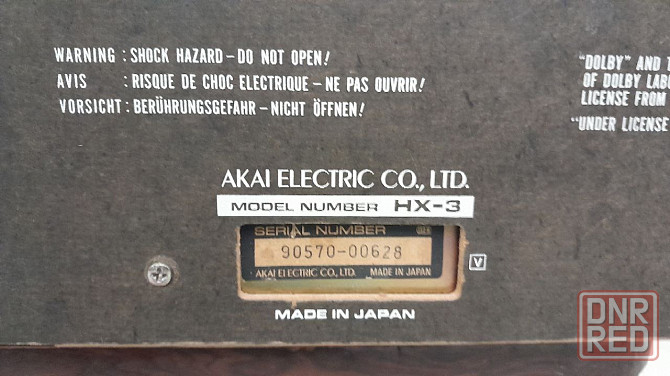 WARNING : SHOCK HAZARD – DO NOT OPEN!
AVIS : RISQUE DE CHOC ELECTRIQUE – NE PAS OUVRIR!
VORSICHT : BERÜHRUNGSGEFAHR – NICHT ÖFFNEN!
"DOLBY" AND T
OF DOLBY LAB
LICENSE FROM
"UNDER LICENSE
AKAI ELECTRIC CO., LTD.
MODEL NUMBER HX-3
SERIAL NUMBER
90570-00628
AKAI ELECTRIC CO., LTD. MADE IN JAPAN
V
MADE IN JAPAN
DNR
RED